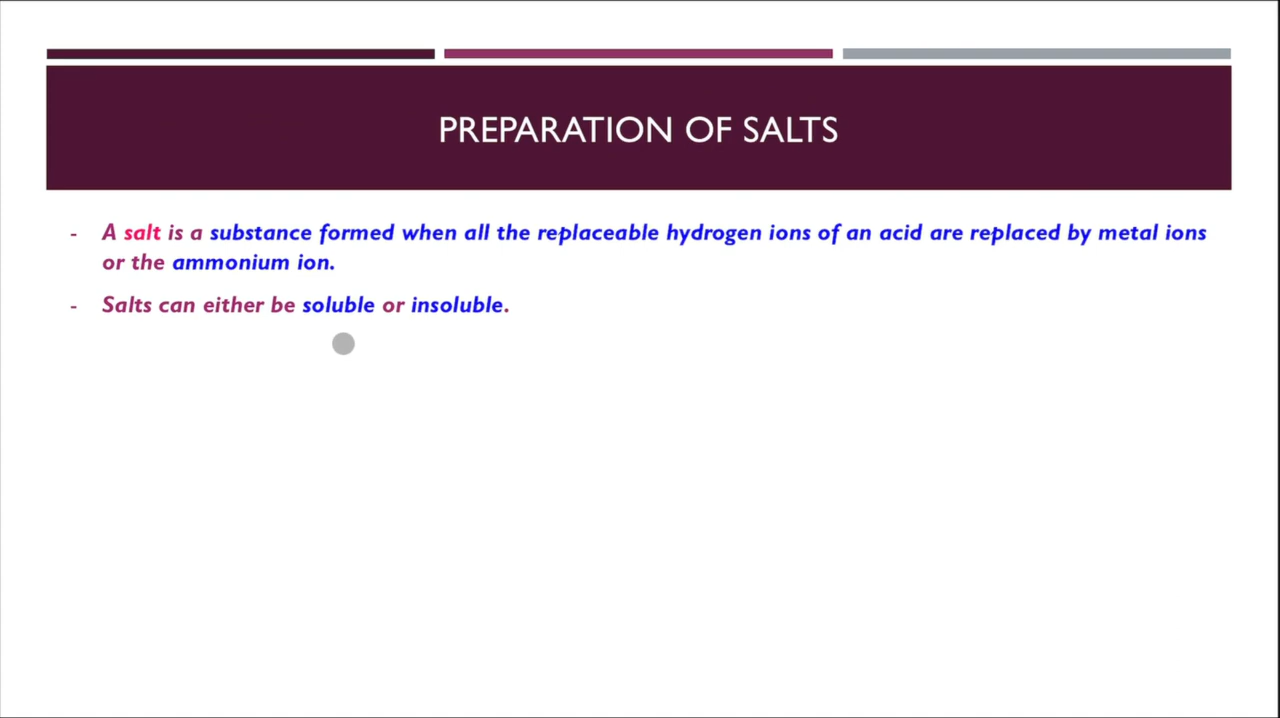 PREPARATION OF SALTS
- A salt is a substance formed when all the replaceable hydrogen ions of an acid are replaced by metal ions
or the ammonium ion.
- Salts can either be soluble or insoluble.